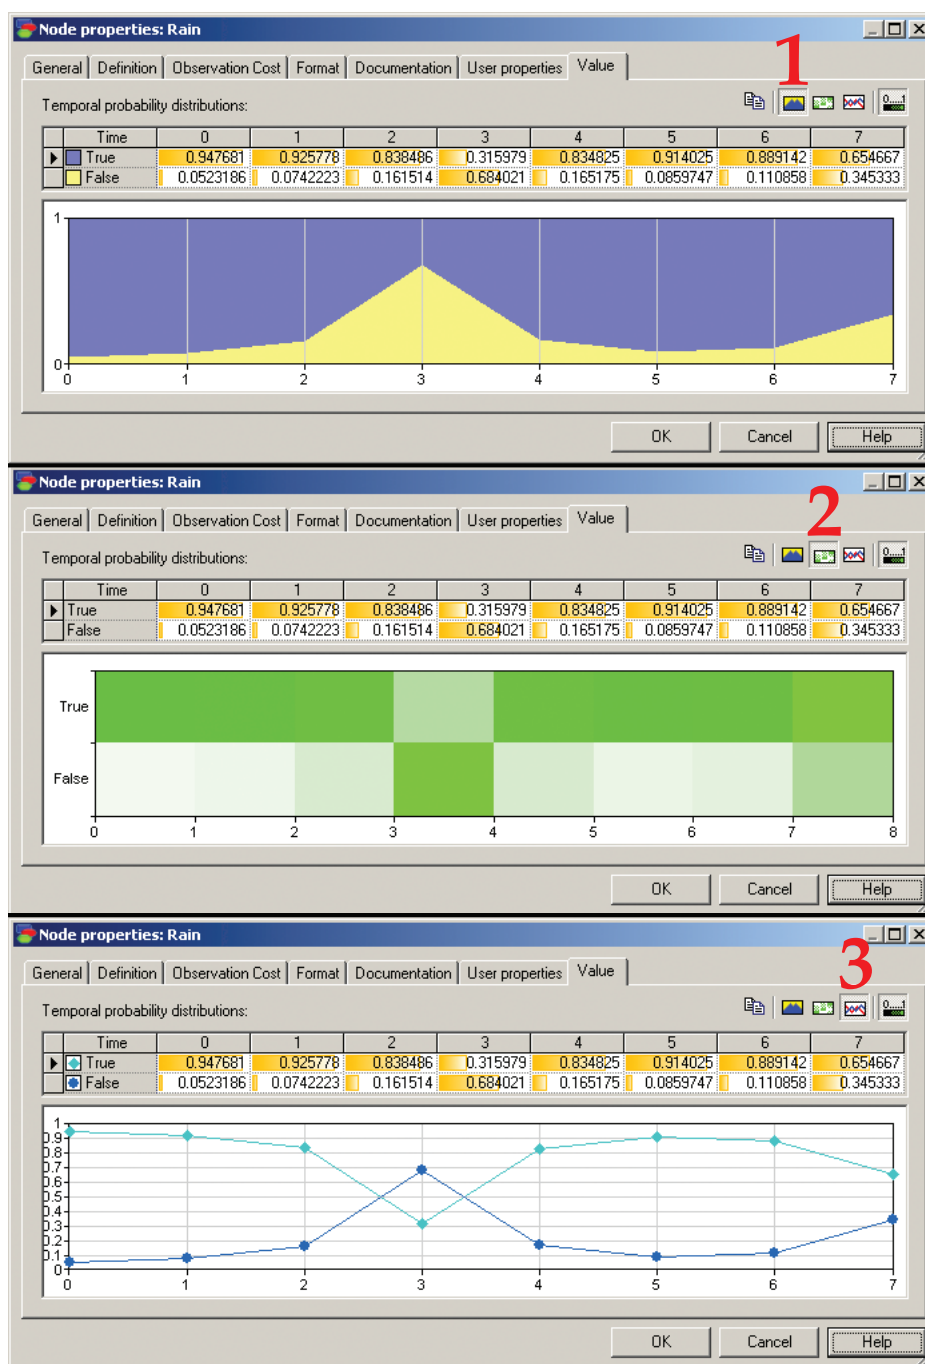 Node properties: Rain
1
General Definition Observation Cost Format Documentation User properties Value
Temporal probability distributions:
Time 0 1 2 3 4 5 6 7
True 0.947681 0.925778 0.838486 0.315979 0.834825 0.914025 0.889142 0.654667
False 0.0523186 0.0742223 0.161514 0.684021 0.165175 0.0859747 0.110858 0.345333
1
0
0 1 2 3 4 5 6 7
OK Cancel Help
Node properties: Rain
2
General Definition Observation Cost Format Documentation User properties Value
Temporal probability distributions:
Time 0 1 2 3 4 5 6 7
True 0.947681 0.925778 0.838486 0.315979 0.834825 0.914025 0.889142 0.654667
False 0.0523186 0.0742223 0.161514 0.684021 0.165175 0.0859747 0.110858 0.345333
True
False
0 1 2 3 4 5 6 7 8
OK Cancel Help
Node properties: Rain
3
General Definition Observation Cost Format Documentation User properties Value
Temporal probability distributions:
Time 0 1 2 3 4 5 6 7
True 0.947681 0.925778 0.838486 0.315979 0.834825 0.914025 0.889142 0.654667
False 0.0523186 0.0742223 0.161514 0.684021 0.165175 0.0859747 0.110858 0.345333
1
0.9
0.8
0.7
0.6
0.5
0.4
0.3
0.2
0.1
0
0 1 2 3 4 5 6 7
OK Cancel Help